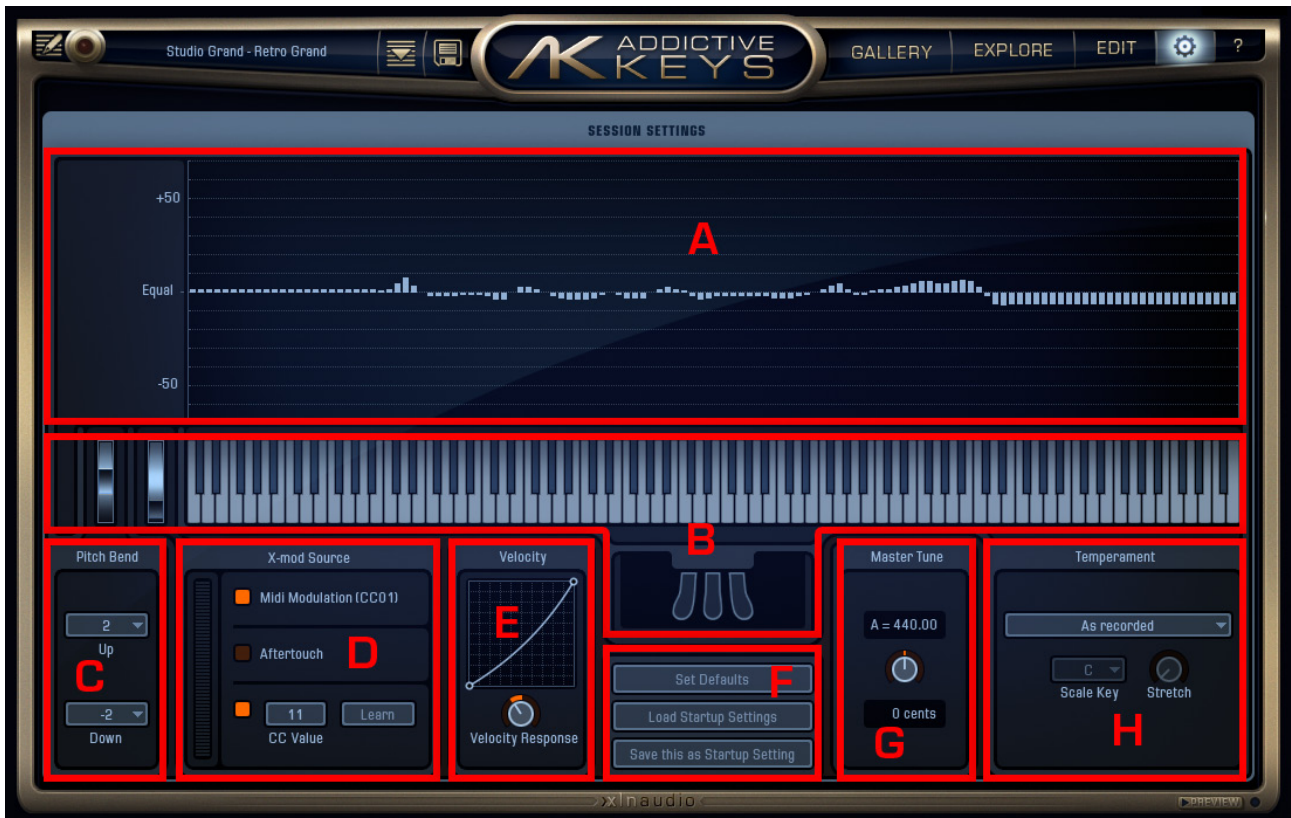 Studio Grand - Retro Grand
ADDICTIVE
KEYS
GALLERY
EXPLORE
EDIT
?
SESSION SETTINGS
+50
A
Equal
-50
B
Pitch Bend
X-mod Source
Velocity
Master Tune
Temperament
2
Up
C
-2
Down
Midi Modulation (CC01)
Aftertouch
D
11
Learn
CC Value
E
Velocity Response
Set Defaults
F
Load Startup Settings
Save this as Startup Setting
A = 440.00
0 cents
G
As recorded
C
Scale Key
Stretch
H
xlnaudio
PREVIEW